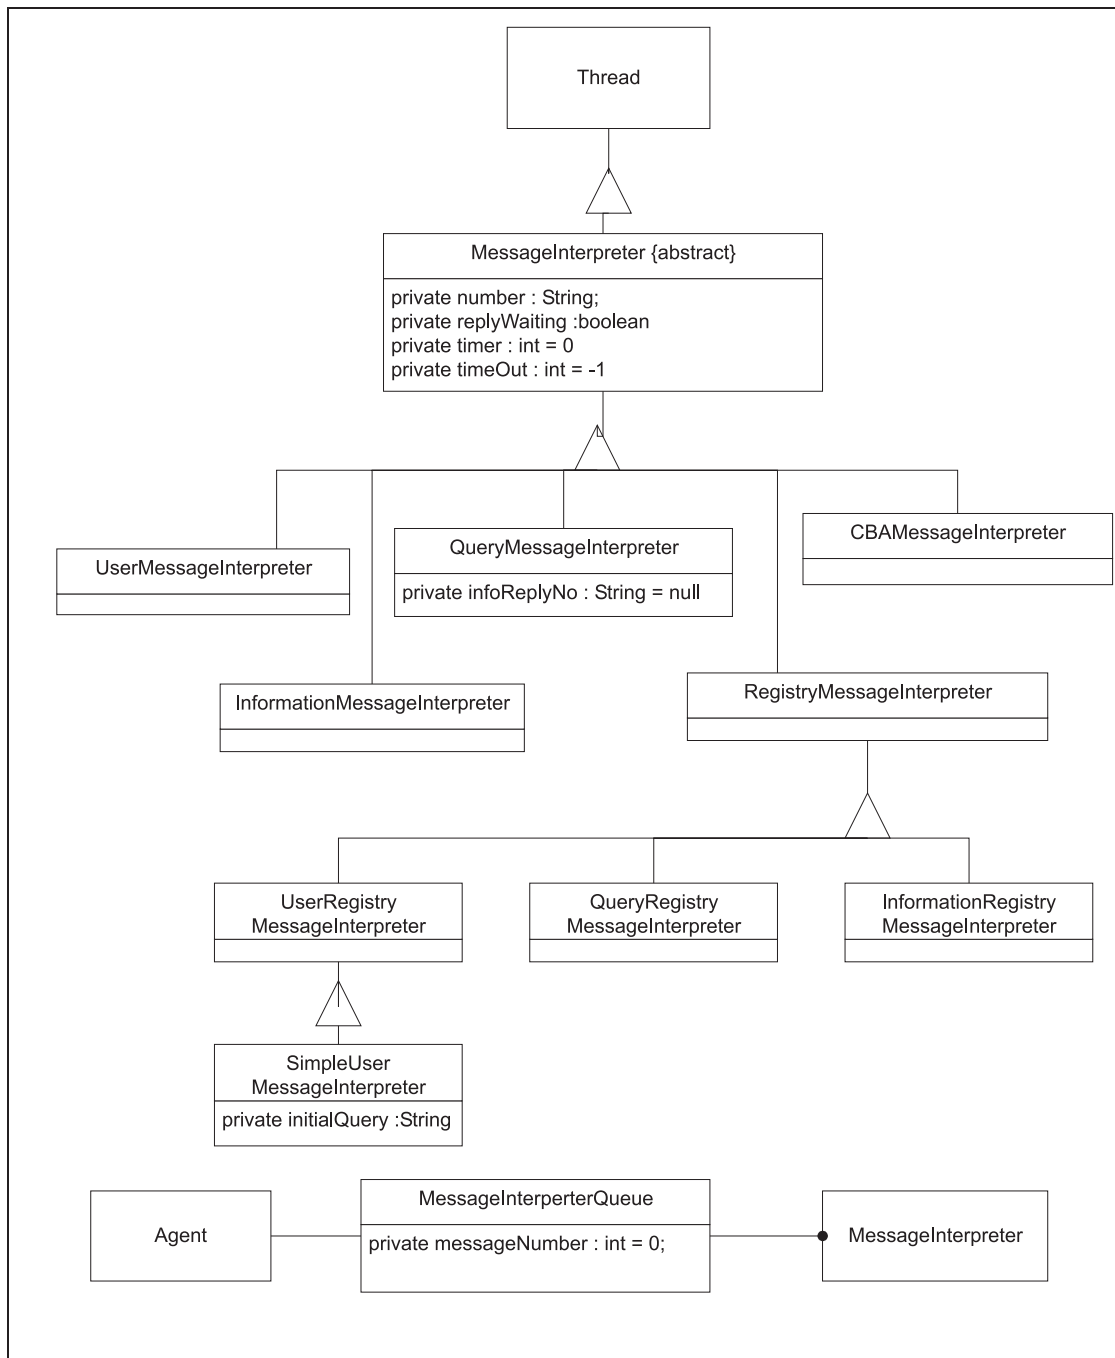 Thread
MessageInterpreter {abstract}
private number : String;
private replyWaiting :boolean
private timer : int = 0
private timeOut : int = -1
UserMessageInterpreter
QueryMessageInterpreter
private infoReplyNo : String = null
CBAMessageInterpreter
InformationMessageInterpreter
RegistryMessageInterpreter
UserRegistry
MessageInterpreter
QueryRegistry
MessageInterpreter
InformationRegistry
MessageInterpreter
SimpleUser
MessageInterpreter
private initialQuery :String
Agent
MessageInterperterQueue
private messageNumber : int = 0;
MessageInterpreter